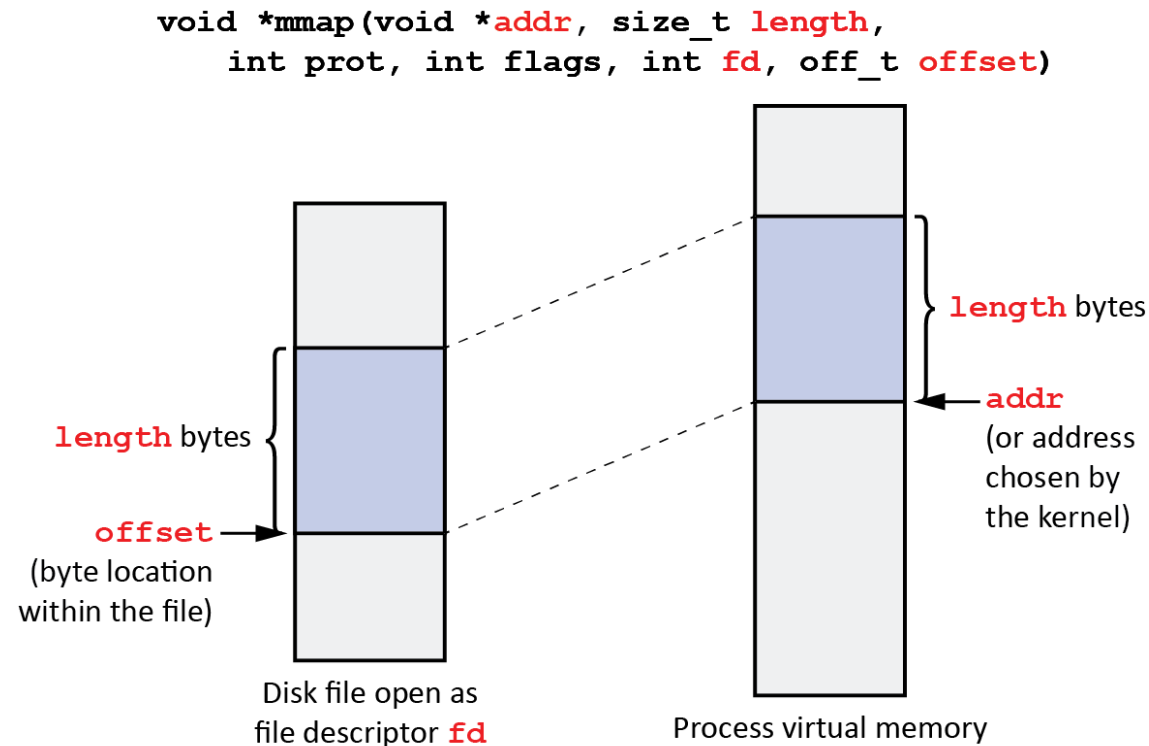 void *mmap(void *addr, size_t length,
int prot, int flags, int fd, off_t offset)
length bytes
offset
(byte location
within the file)
Disk file open as
file descriptor fd
length bytes
addr
(or address
chosen by
the kernel)
Process virtual memory